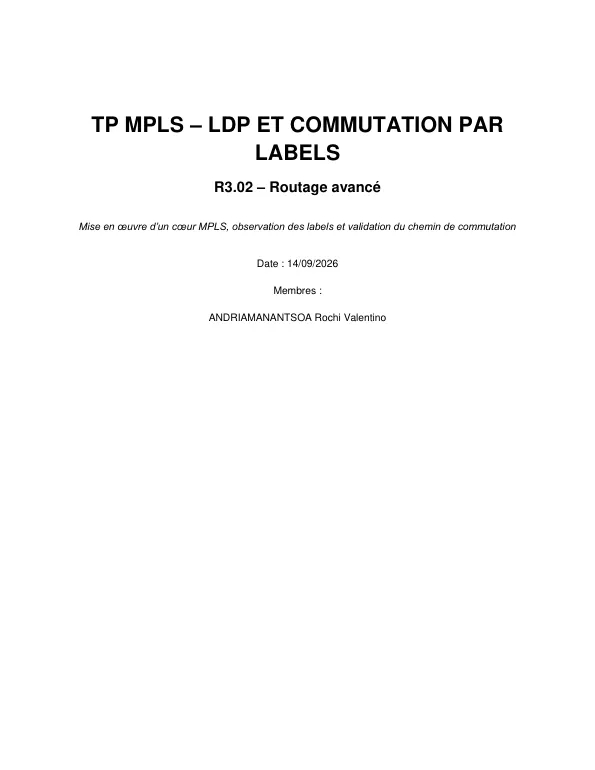 TP MPLS – LDP ET COMMUTATION PAR
LABELS
R3.02 – Routage avancé
Mise en œuvre d'un cœur MPLS, observation des labels et validation du chemin de commutation
Date : 14/09/2026
Membres :
ANDRIAMANANTSOA Rochi Valentino